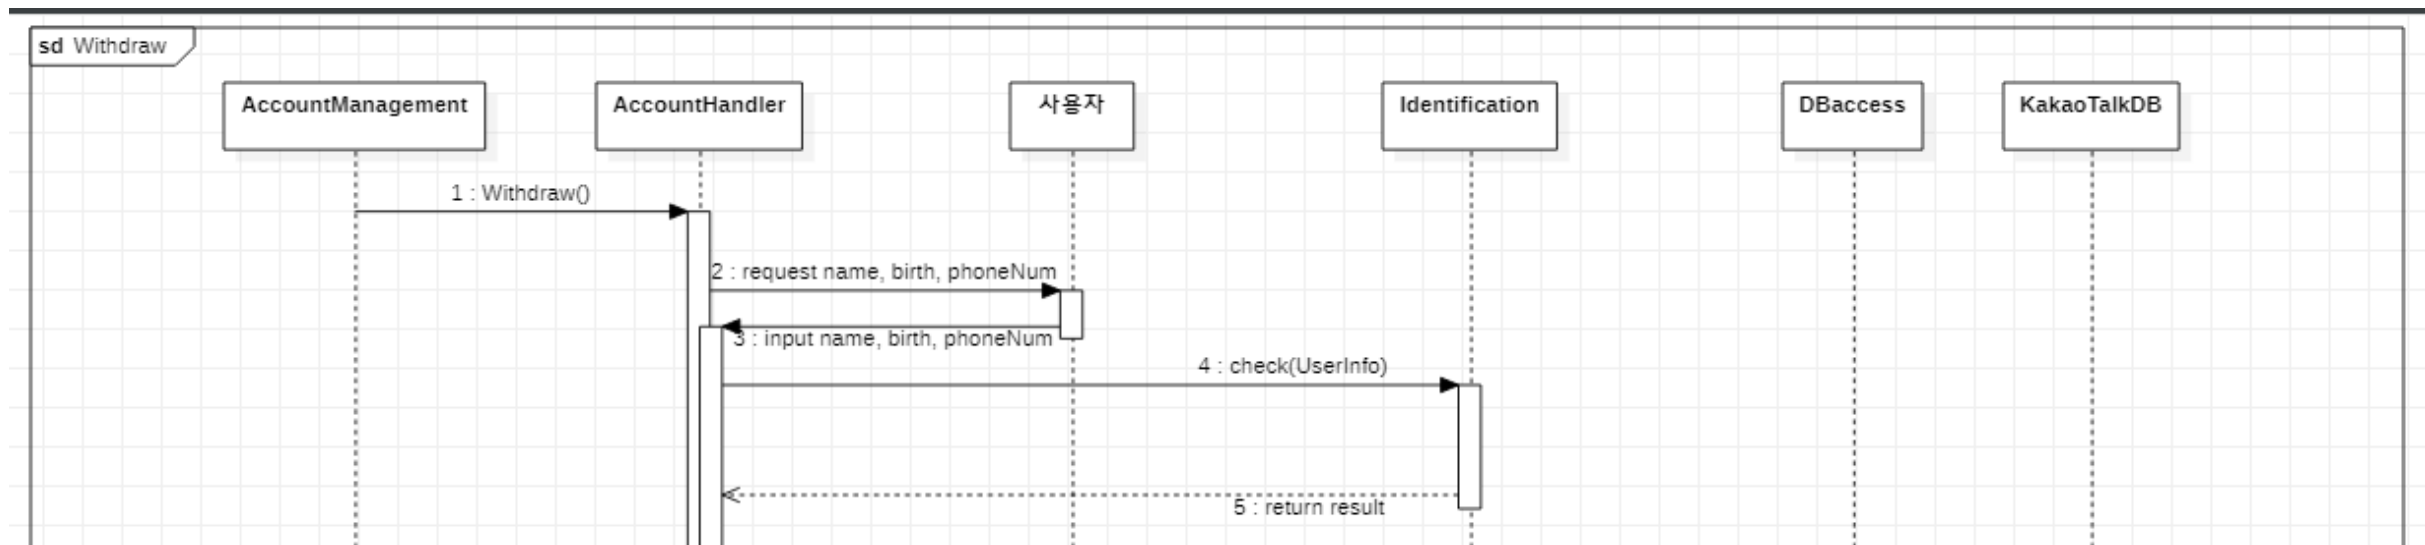 sd Withdraw
AccountManagement
AccountHandler
사용자
Identification
DBaccess
KakaoTalkDB
1 : Withdraw()
2 : request name, birth, phoneNum
3 : input name, birth, phoneNum
4 : check(UserInfo)
5 : return result